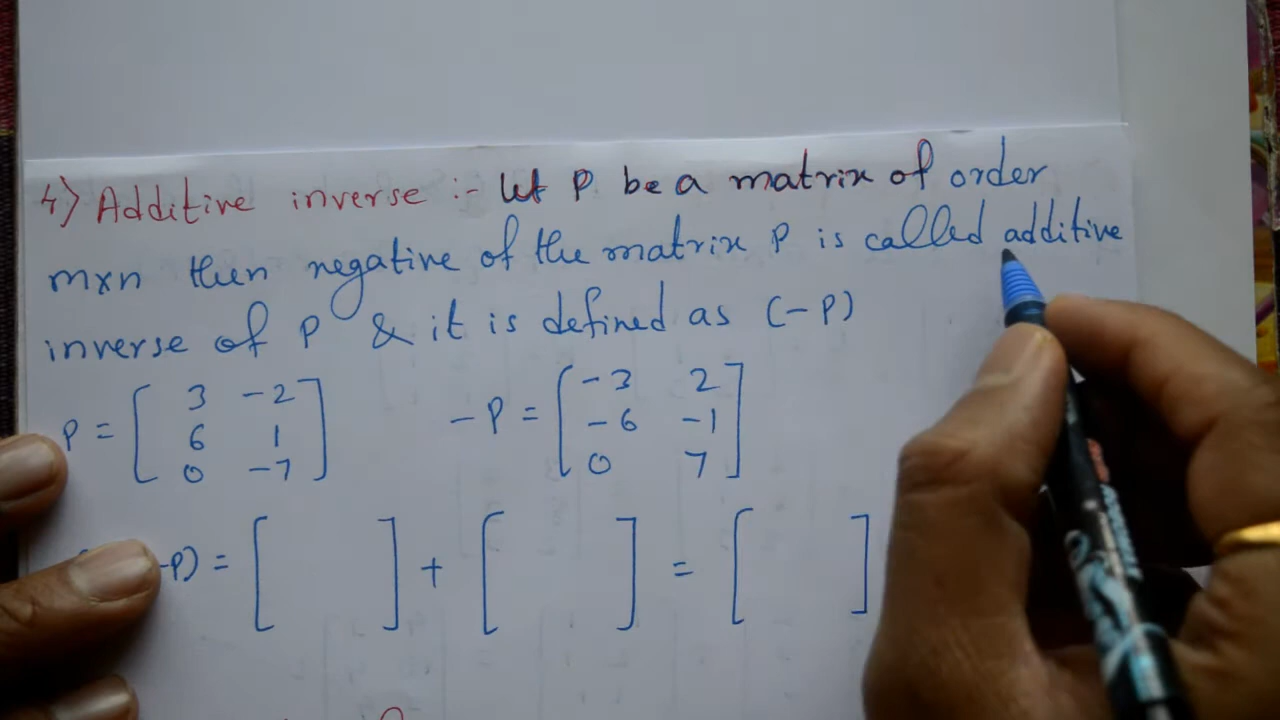 4) Additive inverse :- let P be a matrix of order
mxn then negative of the matrix P is called additive
inverse of P & it is defined as (-P)
P = [ 3 -2 -P = [ -3 2
6 1 -6 -1
0 -7 ] 0 7 ]
-P) = [ ] + [ ] = [ ]